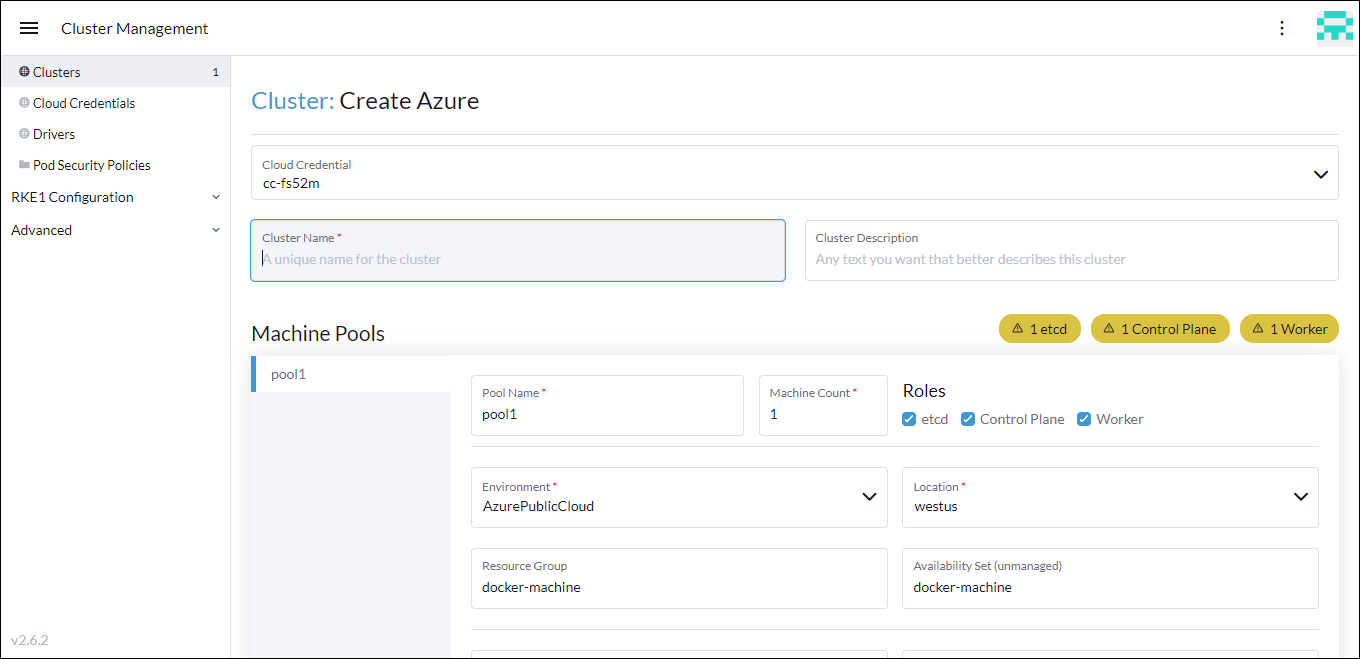 Cluster Management
Clusters 1
Cloud Credentials
Drivers
Pod Security Policies
RKE1 Configuration
Advanced
v2.6.2
Cluster: Create Azure
Cloud Credential
cc-fs52m
Cluster Name *
A unique name for the cluster
Cluster Description
Any text you want that better describes this cluster
Machine Pools
1 etcd
1 Control Plane
1 Worker
pool1
Pool Name *
pool1
Machine Count *
1
Roles
etcd Control Plane Worker
Environment *
AzurePublicCloud
Location *
westus
Resource Group
docker-machine
Availability Set (unmanaged)
docker-machine